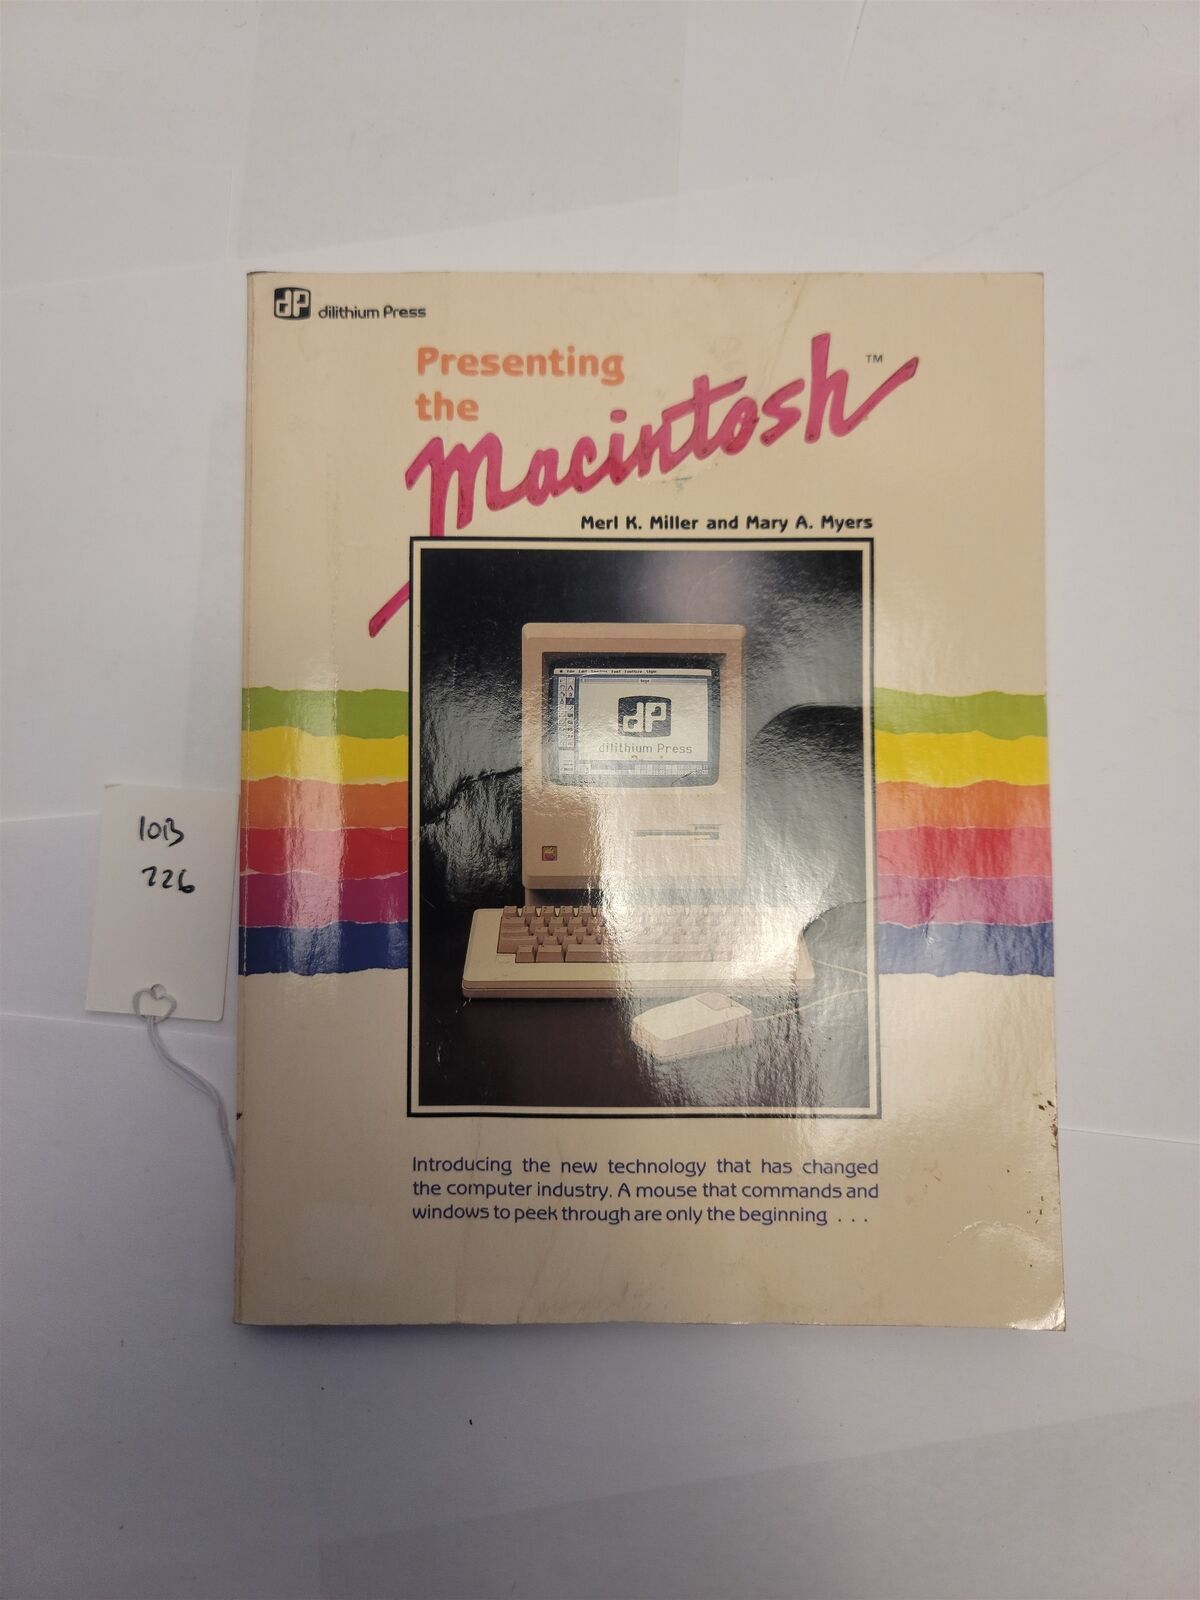 dp dilithium Press
Presenting
the
Macintosh™
Merl K. Miller and Mary A. Myers
dp
dilithium Press
10B
226
Introducing the new technology that has changed
the computer industry. A mouse that commands and
windows to peek through are only the beginning . . .